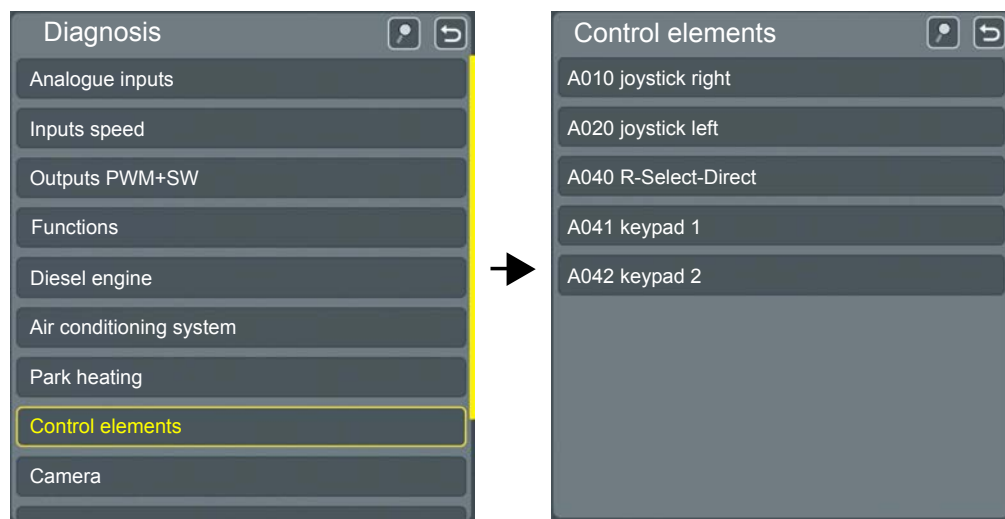 Diagnosis
Analogue inputs
Inputs speed
Outputs PWM+SW
Functions
Diesel engine
Air conditioning system
Park heating
Control elements
Camera
Control elements
A010 joystick right
A020 joystick left
A040 R-Select-Direct
A041 keypad 1
A042 keypad 2